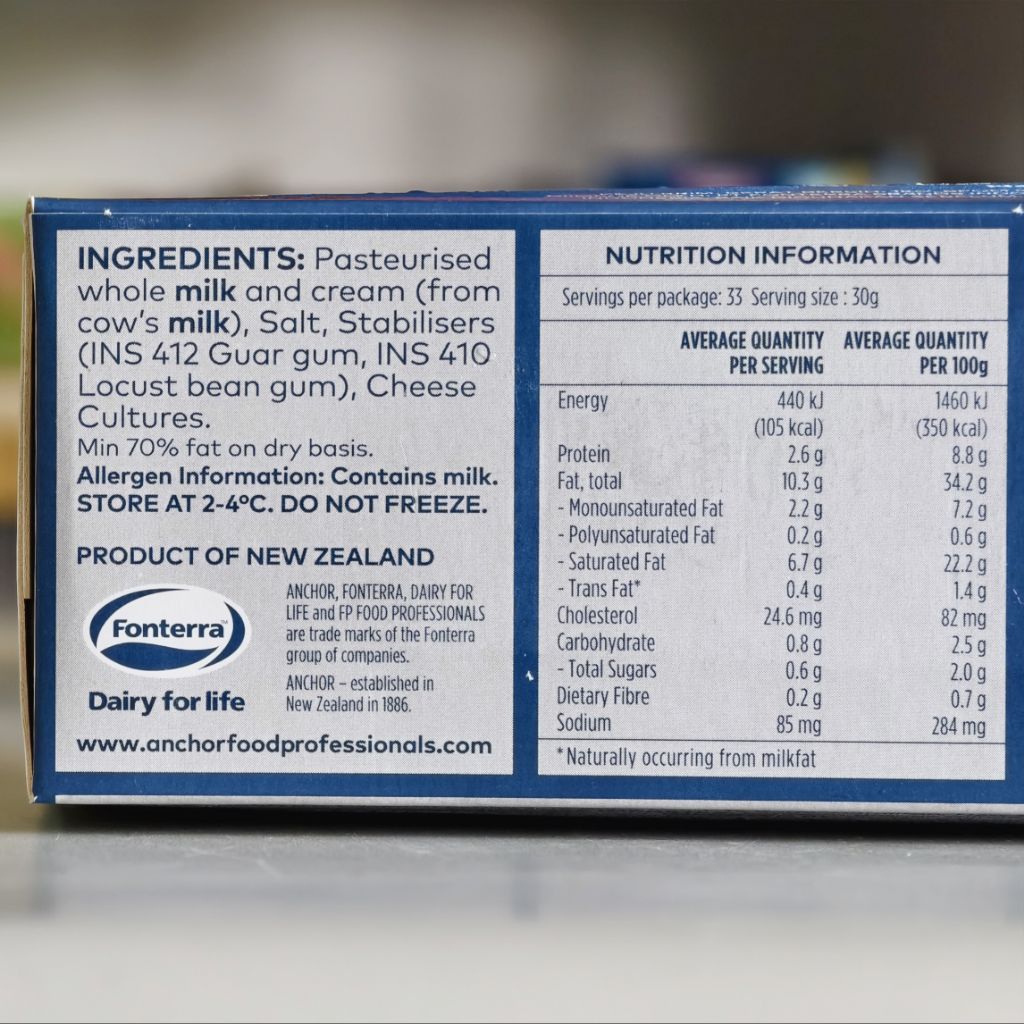 INGREDIENTS: Pasteurised
whole milk and cream (from
cow's milk), Salt, Stabilisers
(INS 412 Guar gum, INS 410
Locust bean gum), Cheese
Cultures.
Min 70% fat on dry basis.
Allergen Information: Contains milk.
STORE AT 2-4°C. DO NOT FREEZE.
PRODUCT OF NEW ZEALAND
Fonterra™
Dairy for life
ANCHOR, FONTERRA, DAIRY FOR
LIFE and FP FOOD PROFESSIONALS
are trade marks of the Fonterra
group of companies.
ANCHOR – established in
New Zealand in 1886.
www.anchorfoodprofessionals.com
NUTRITION INFORMATION
Servings per package: 33 Serving size : 30g
AVERAGE QUANTITY AVERAGE QUANTITY
PER SERVING PER 100g
Energy 440 kJ 1460 kJ
(105 kcal) (350 kcal)
Protein 2.6 g 8.8 g
Fat, total 10.3 g 34.2 g
- Monounsaturated Fat 2.2 g 7.2 g
- Polyunsaturated Fat 0.2 g 0.6 g
- Saturated Fat 6.7 g 22.2 g
- Trans Fat* 0.4 g 1.4 g
Cholesterol 24.6 mg 82 mg
Carbohydrate 0.8 g 2.5 g
- Total Sugars 0.6 g 2.0 g
Dietary Fibre 0.2 g 0.7 g
Sodium 85 mg 284 mg
*Naturally occurring from milkfat